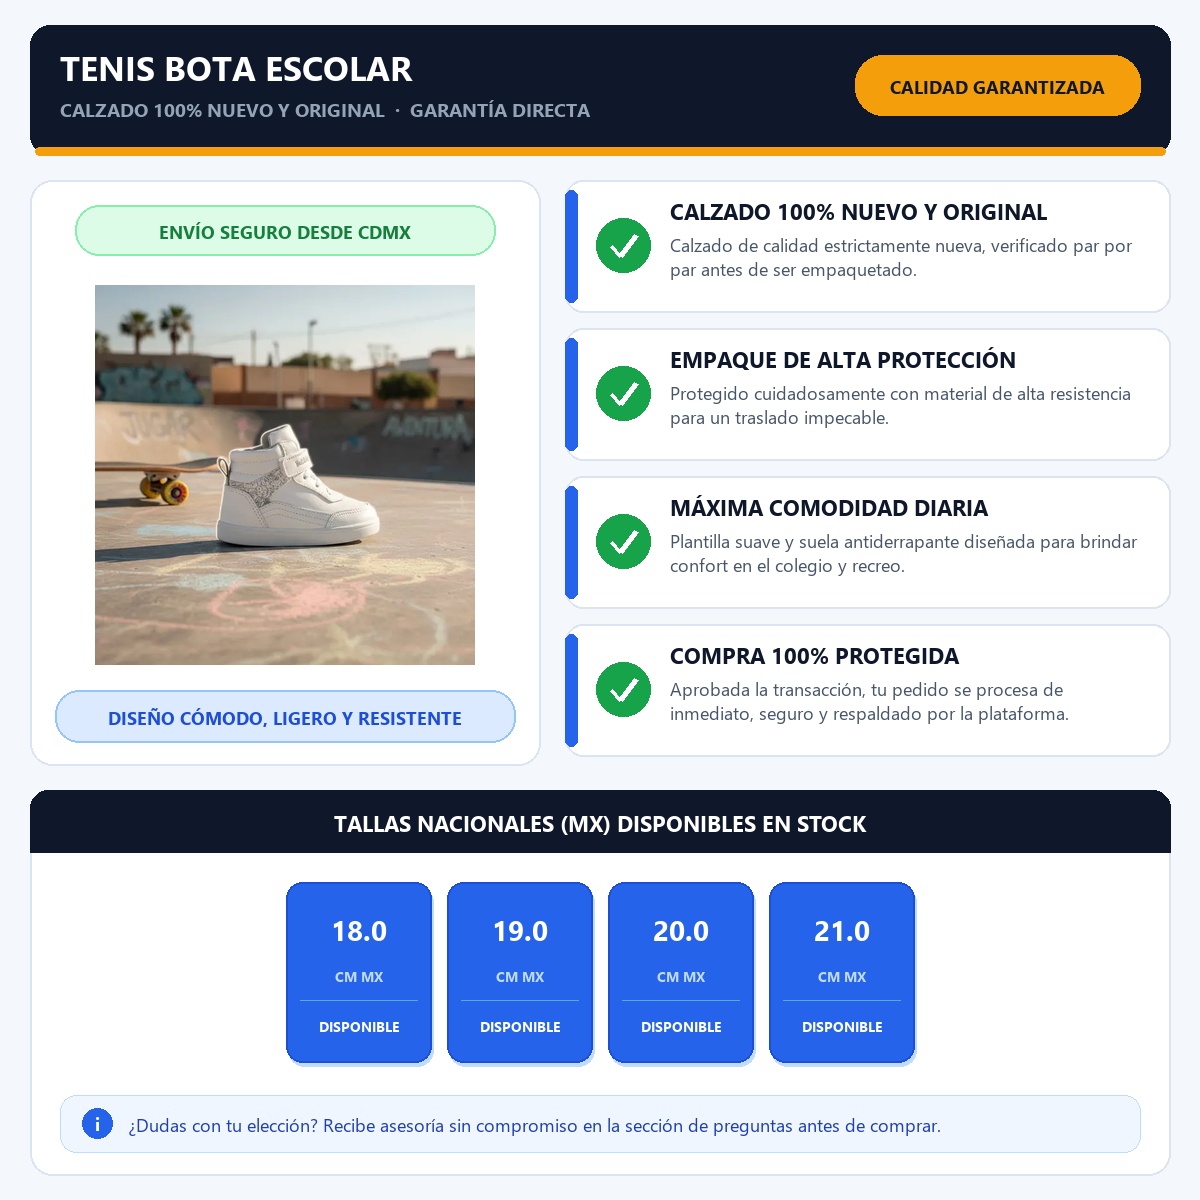 TENIS BOTA ESCOLAR
CALZADO 100% NUEVO Y ORIGINAL · GARANTÍA DIRECTA
CALIDAD GARANTIZADA
ENVÍO SEGURO DESDE CDMX
JUGAR
AVENTURA
DISEÑO CÓMODO, LIGERO Y RESISTENTE
CALZADO 100% NUEVO Y ORIGINAL
Calzado de calidad estrictamente nueva, verificado par por
par antes de ser empaquetado.
EMPAQUE DE ALTA PROTECCIÓN
Protegido cuidadosamente con material de alta resistencia
para un traslado impecable.
MÁXIMA COMODIDAD DIARIA
Plantilla suave y suela antiderrapante diseñada para brindar
confort en el colegio y recreo.
COMPRA 100% PROTEGIDA
Aprobada la transacción, tu pedido se procesa de
inmediato, seguro y respaldado por la plataforma.
TALLAS NACIONALES (MX) DISPONIBLES EN STOCK
18.0
CM MX
DISPONIBLE
19.0
CM MX
DISPONIBLE
20.0
CM MX
DISPONIBLE
21.0
CM MX
DISPONIBLE
¿Dudas con tu elección? Recibe asesoría sin compromiso en la sección de preguntas antes de comprar.